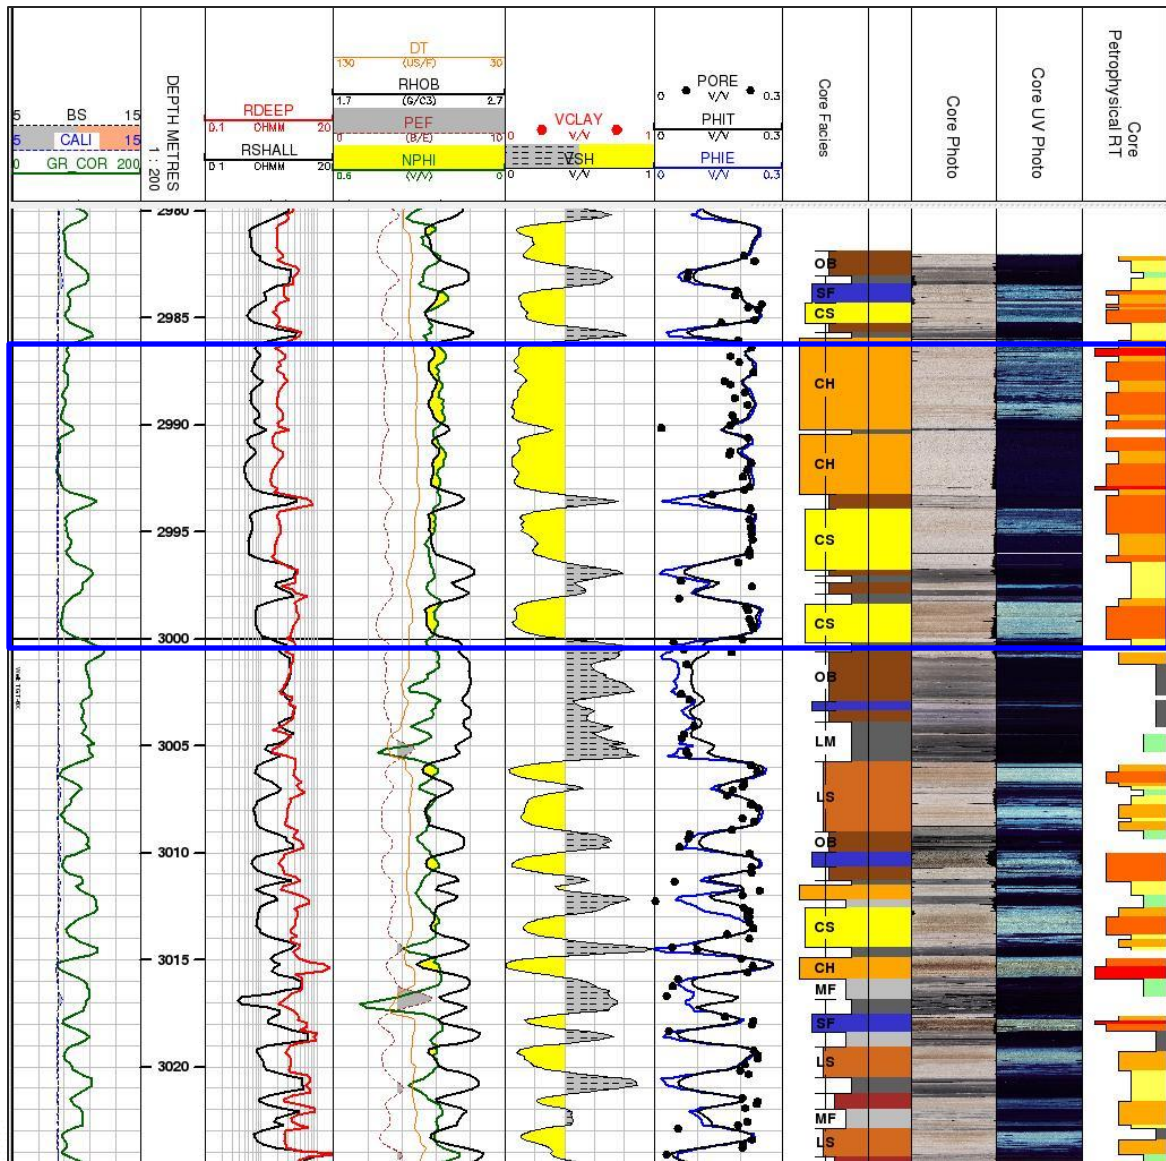 5 BS 15
5 CALI 15
0 GR_COR 200
DEPTH METRES
1 : 200
RDEEP
0.1 OHMM 20
RSHALL
0.1 OHMM 20
DT
130 (US/F) 30
RHOB
1.7 (G/C3) 2.7
PEF
0 (B/E) 10
NPHI
0.6 (V/V) 0
VCLAY
0 V/V 1
VSH
0 V/V 1
PORE
0 V/V 0.3
PHIT
0 V/V 0.3
PHIE
0 V/V 0.3
Core Facies
Core Photo
Core UV Photo
Core
Petrophysical RT
2980
2985
2990
2995
3000
3005
3010
3015
3020
OB
SF
CS
CH
CH
CS
CS
OB
LM
LS
OB
CS
CH
MF
SF
LS
MF
LS